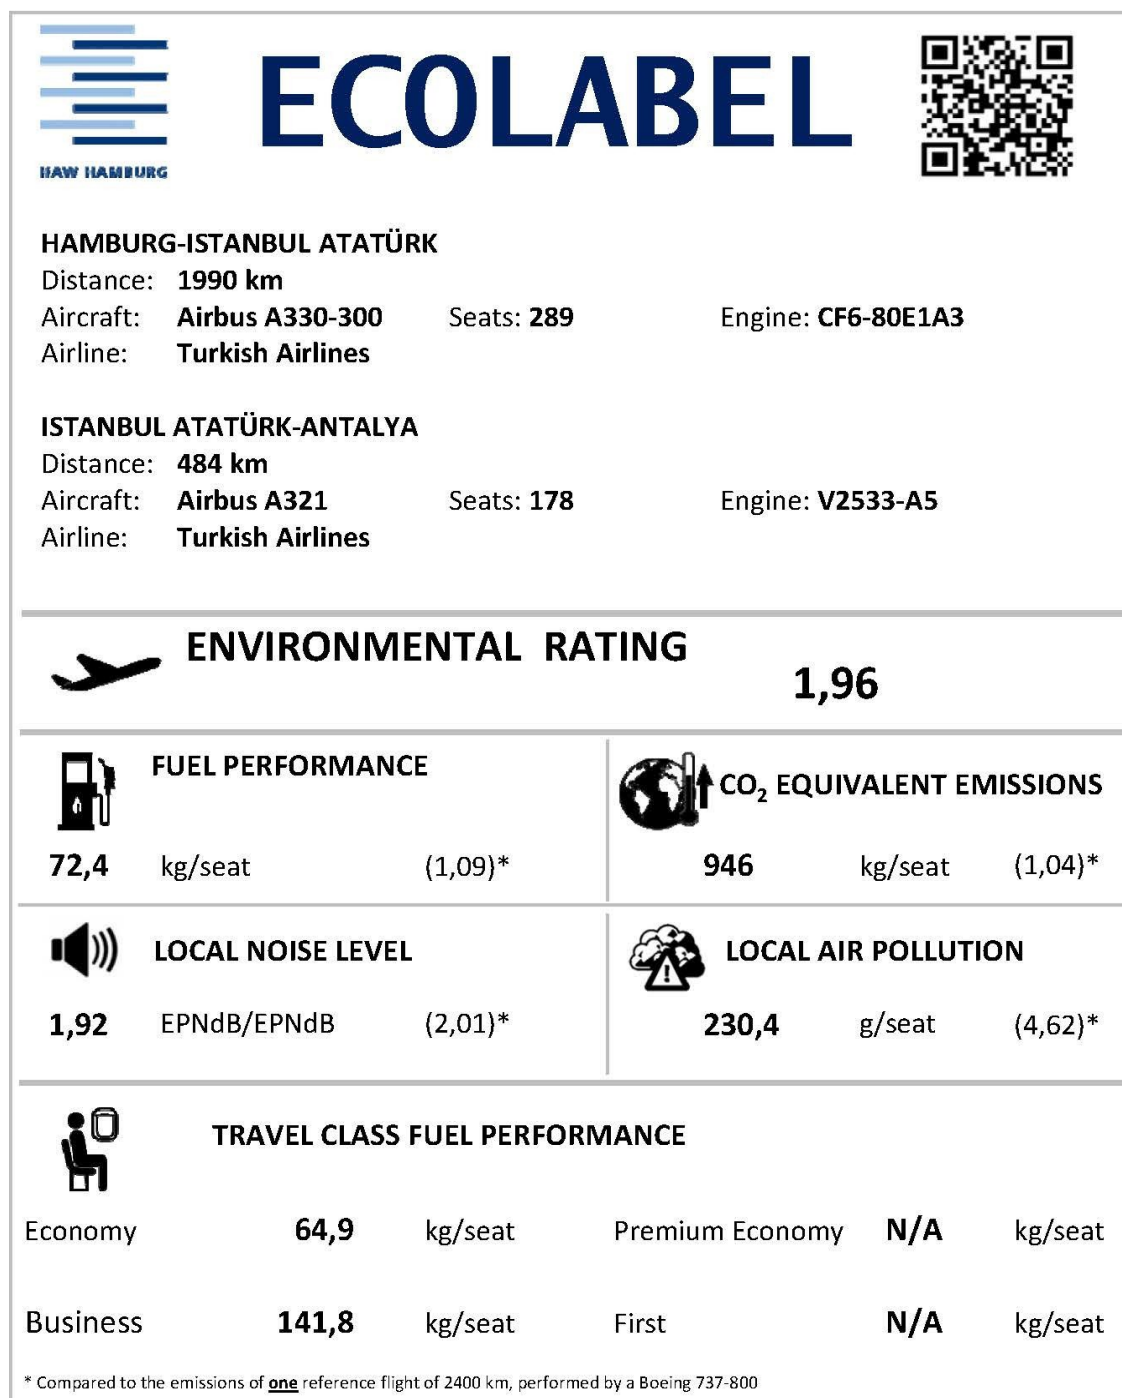 HAW HAMBURG
ECOLABEL
HAMBURG-ISTANBUL ATATÜRK
Distance: 1990 km
Aircraft: Airbus A330-300 Seats: 289 Engine: CF6-80E1A3
Airline: Turkish Airlines
ISTANBUL ATATÜRK-ANTALYA
Distance: 484 km
Aircraft: Airbus A321 Seats: 178 Engine: V2533-A5
Airline: Turkish Airlines
ENVIRONMENTAL RATING
1,96
FUEL PERFORMANCE
72,4 kg/seat (1,09)*
CO₂ EQUIVALENT EMISSIONS
946 kg/seat (1,04)*
LOCAL NOISE LEVEL
1,92 EPNdB/EPNdB (2,01)*
LOCAL AIR POLLUTION
230,4 g/seat (4,62)*
TRAVEL CLASS FUEL PERFORMANCE
Economy 64,9 kg/seat Premium Economy N/A kg/seat
Business 141,8 kg/seat First N/A kg/seat
* Compared to the emissions of one reference flight of 2400 km, performed by a Boeing 737-800